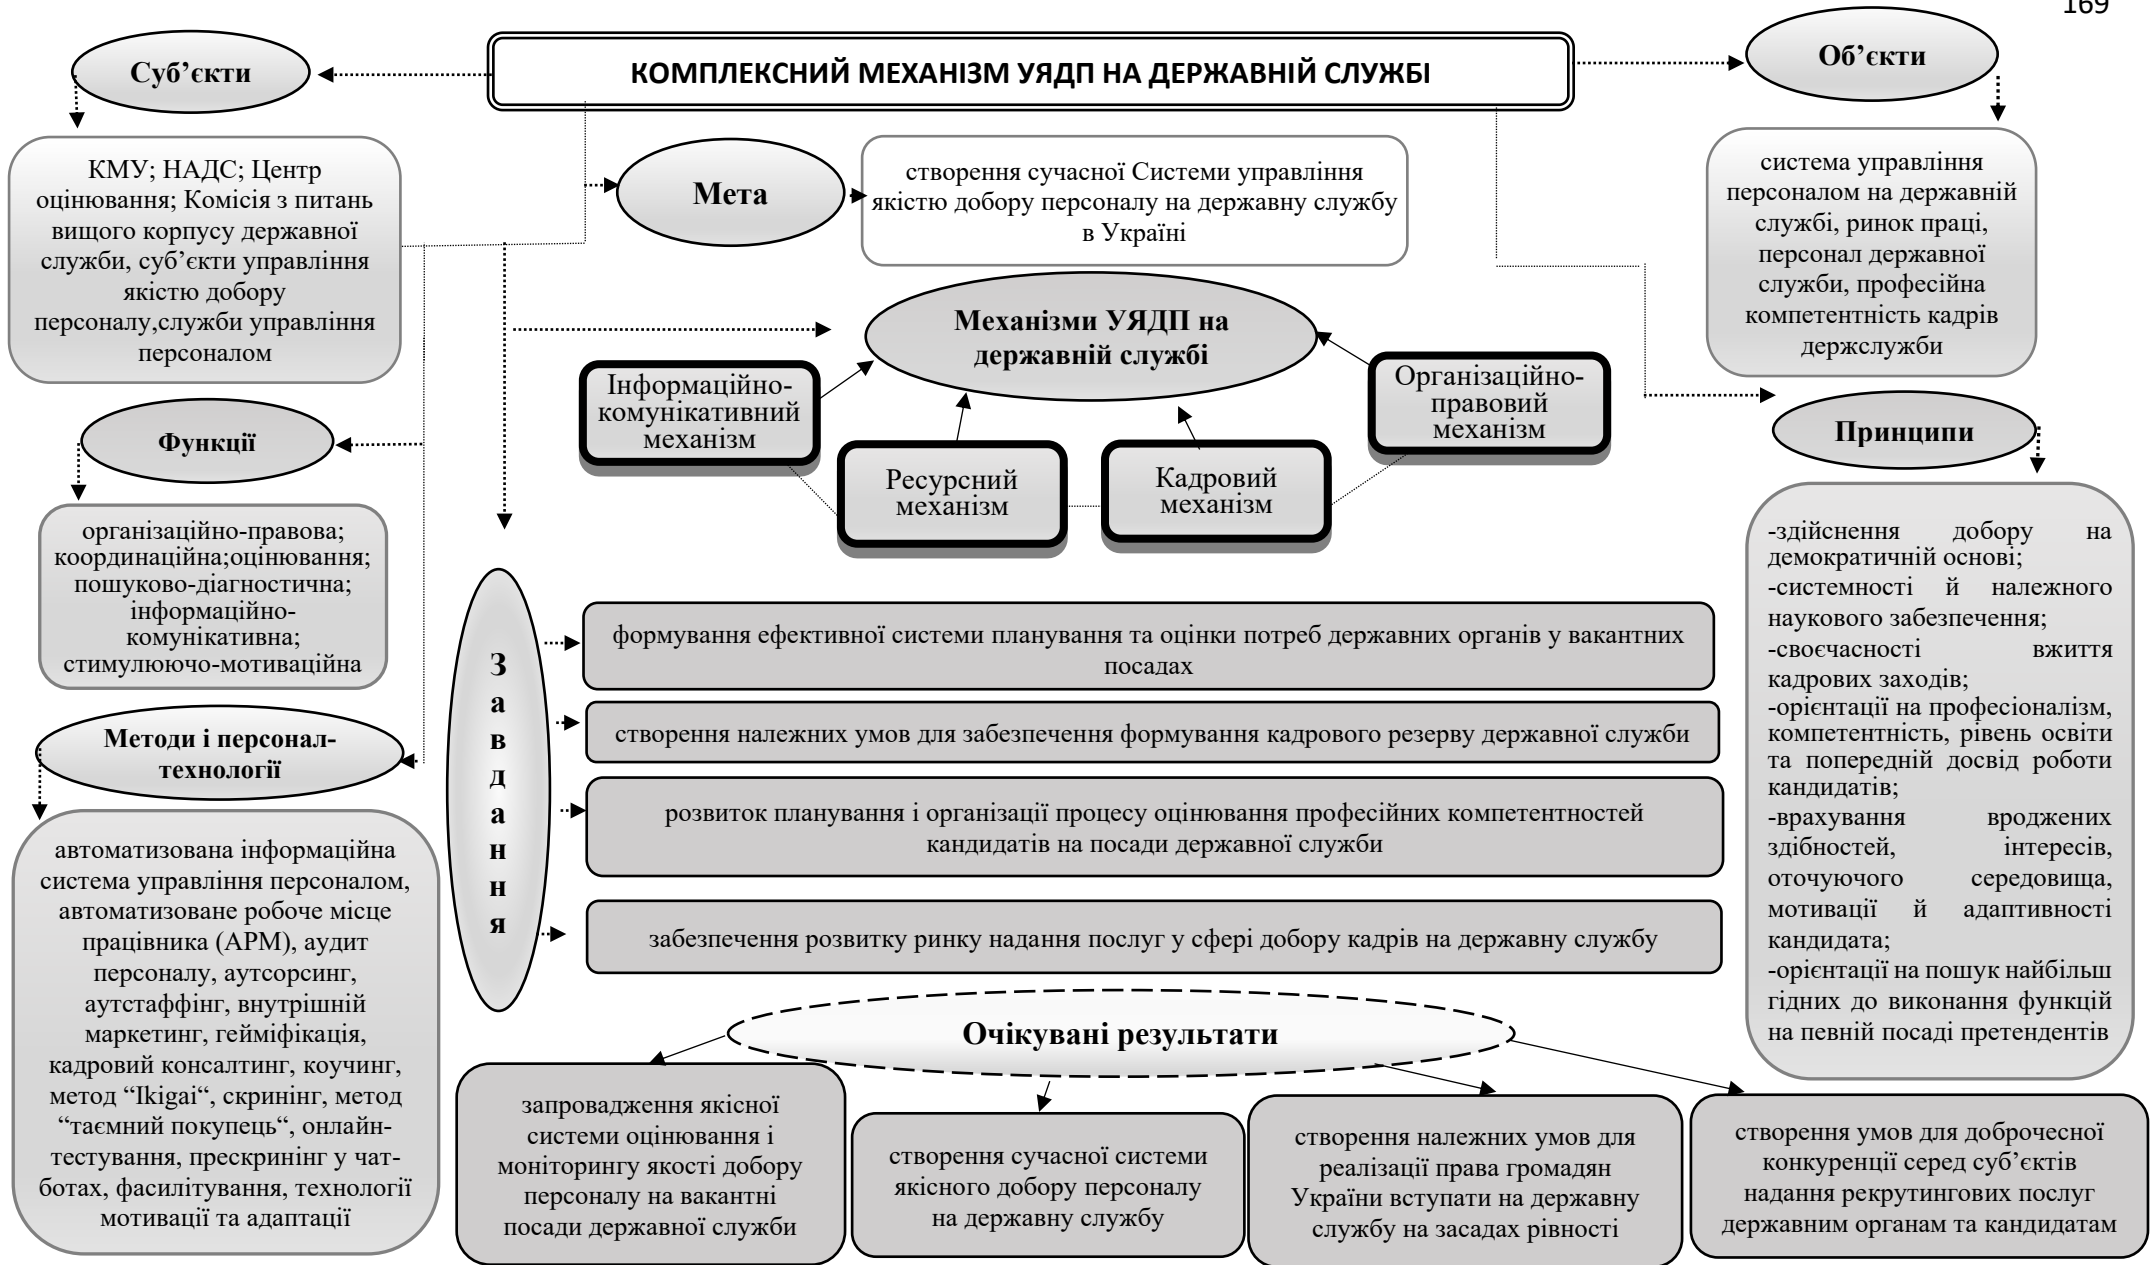 169
КОМПЛЕКСНИЙ МЕХАНІЗМ УЯДП НА ДЕРЖАВНІЙ СЛУЖБІ
Суб’єкти
КМУ; НАДС; Центр
оцінювання; Комісія з питань
вищого корпусу державної
служби, суб’єкти управління
якістю добору
персоналу,служби управління
персоналом
Мета
створення сучасної Системи управління
якістю добору персоналу на державну службу
в Україні
Об’єкти
система управління
персоналом на державній
службі, ринок праці,
персонал державної
служби, професійна
компетентність кадрів
держслужби
Механізми УЯДП на
державній службі
Інформаційно-
комунікативний
механізм
Ресурсний
механізм
Кадровий
механізм
Організаційно-
правовий
механізм
Функції
організаційно-правова;
координаційна;оцінювання;
пошуково-діагностична;
інформаційно-
комунікативна;
стимулюючо-мотиваційна
Принципи
-здійснення добору на
демократичній основі;
-системності й належного
наукового забезпечення;
-своєчасності вжиття
кадрових заходів;
-орієнтації на професіоналізм,
компетентність, рівень освіти
та попередній досвід роботи
кандидатів;
-врахування вроджених
здібностей, інтересів,
оточуючого середовища,
мотивації й адаптивності
кандидата;
-орієнтації на пошук найбільш
гідних до виконання функцій
на певній посаді претендентів
Методи і персонал-
технології
автоматизована інформаційна
система управління персоналом,
автоматизоване робоче місце
працівника (АРМ), аудит
персоналу, аутсорсинг,
аутстаффінг, внутрішній
маркетинг, гейміфікація,
кадровий консалтинг, коучинг,
метод “Ikigai“, скринінг, метод
“таємний покупець“, онлайн-
тестування, прескринінг у чат-
ботах, фасилітування, технології
мотивації та адаптації
З
а
в
д
а
н
н
я
формування ефективної системи планування та оцінки потреб державних органів у вакантних
посадах
створення належних умов для забезпечення формування кадрового резерву державної служби
розвиток планування і організації процесу оцінювання професійних компетентностей
кандидатів на посади державної служби
забезпечення розвитку ринку надання послуг у сфері добору кадрів на державну службу
Очікувані результати
запровадження якісної
системи оцінювання і
моніторингу якості добору
персоналу на вакантні
посади державної служби
створення сучасної системи
якісного добору персоналу
на державну службу
створення належних умов для
реалізації права громадян
України вступати на державну
службу на засадах рівності
створення умов для доброчесної
конкуренції серед суб’єктів
надання рекрутингових послуг
державним органам та кандидатам